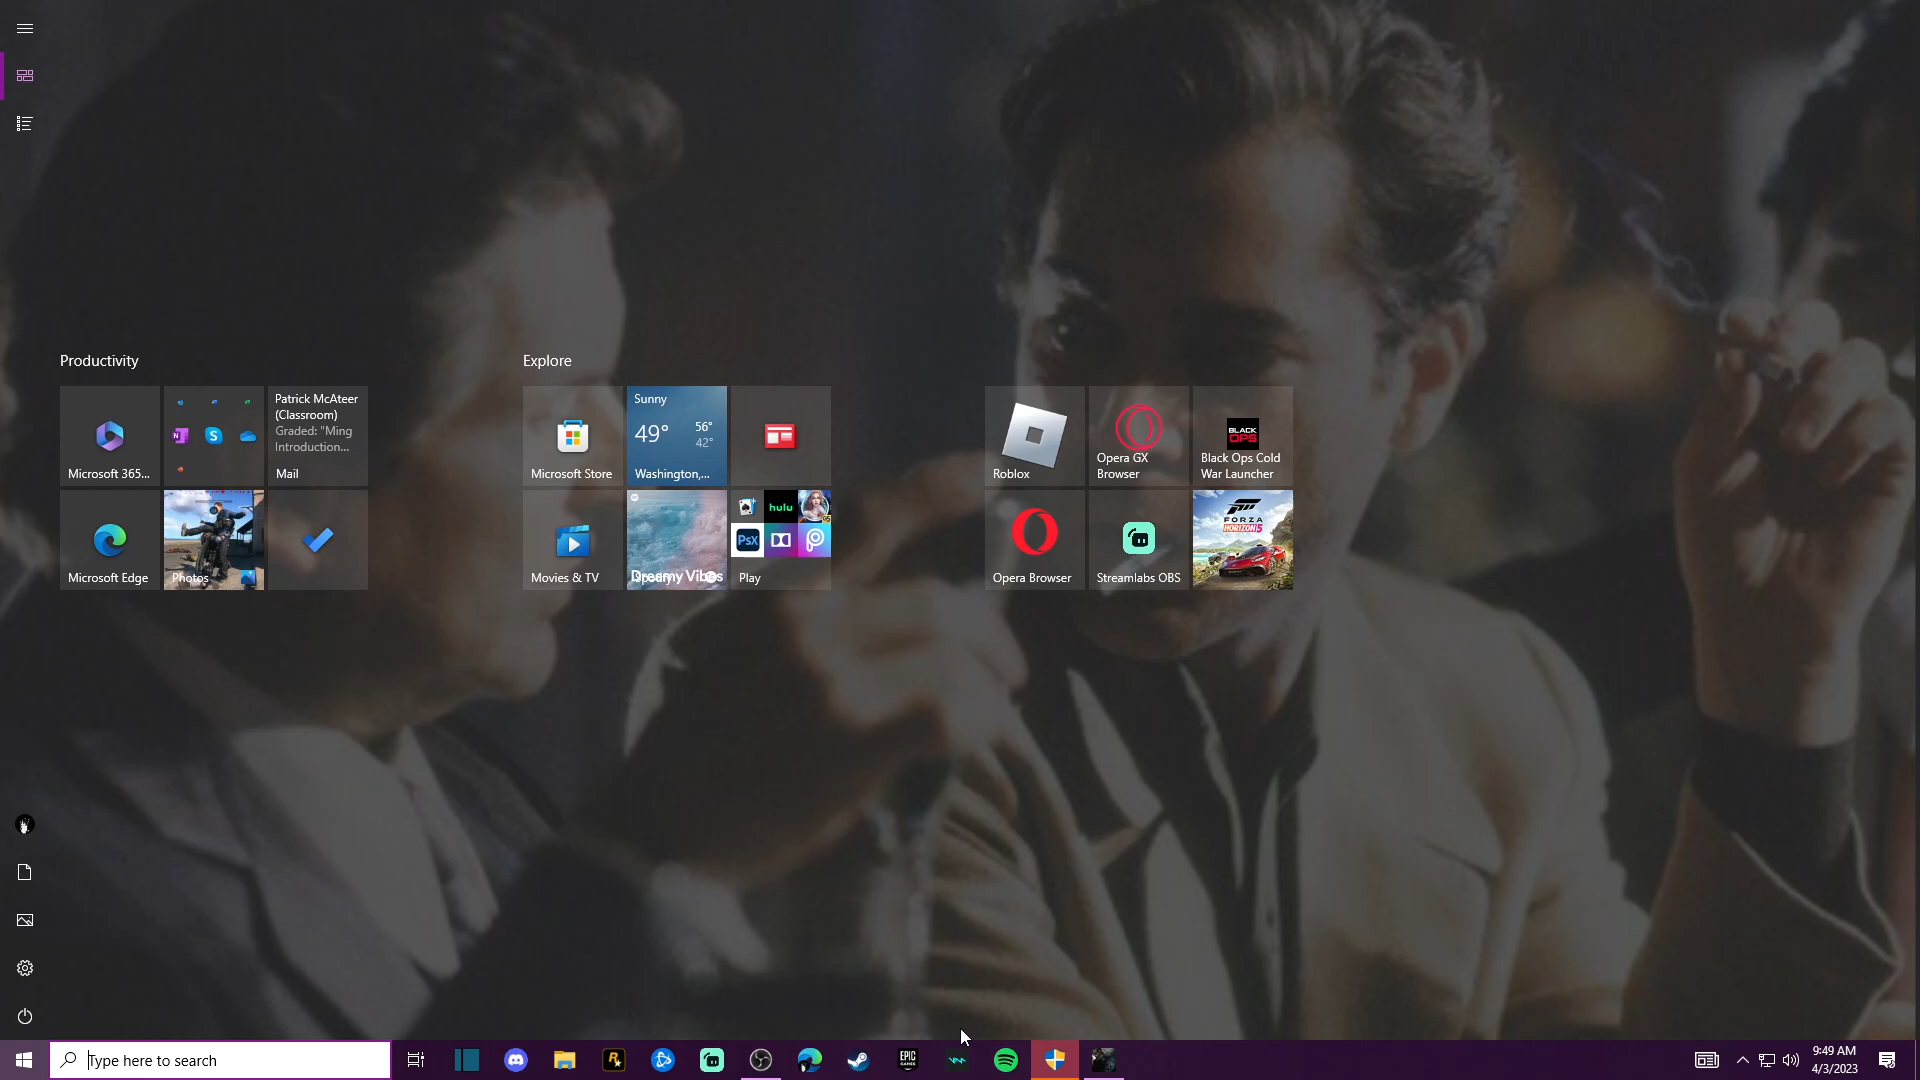 Productivity
Explore
Patrick McAteer
(Classroom)
Graded: "Ming
Introduction...
Microsoft 365...
Mail
Microsoft Edge
Photos
Microsoft Store
Sunny
49°
56°
42°
Washington,...
Movies & TV
Dreamy Vibes
hulu
Psx
Play
Roblox
Opera GX
Browser
BLACK
OPS
Black Ops Cold
War Launcher
Opera Browser
Streamlabs OBS
FORZA
HORIZON 5
Type here to search
EPIC
GAMES
9:49 AM
4/3/2023